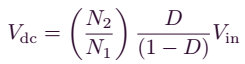 V_dc = (N_2 / N_1) D / (1 − D) V_in